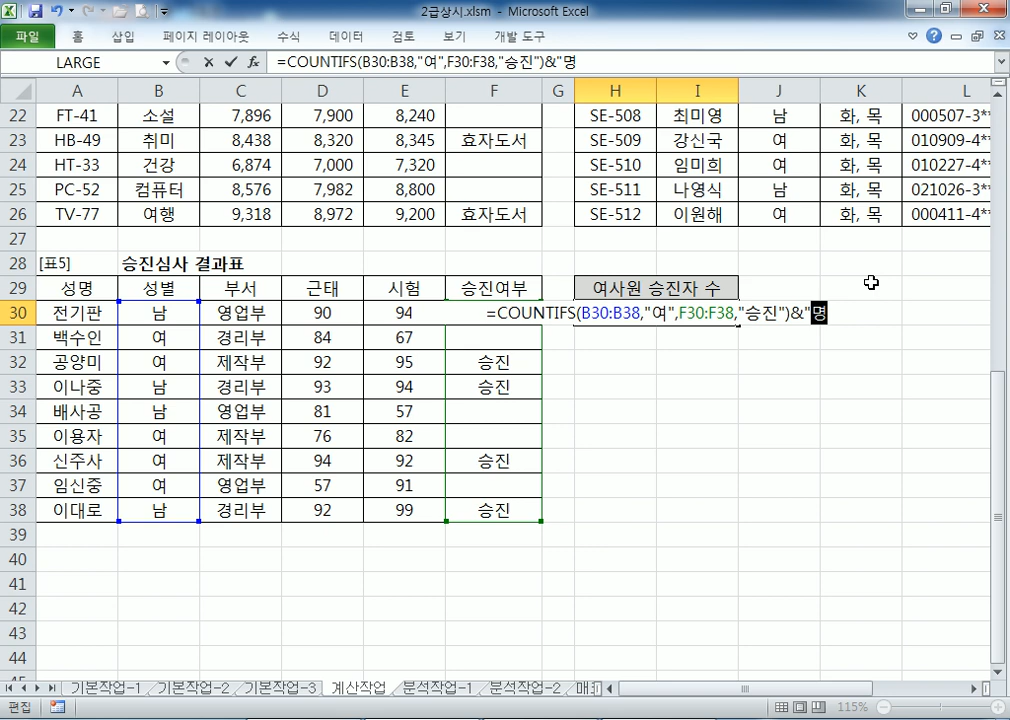 2급상시.xlsm - Microsoft Excel
파일 홈 삽입 페이지 레이아웃 수식 데이터 검토 보기 개발 도구
LARGE =COUNTIFS(B30:B38,"여",F30:F38,"승진")&"명
A B C D E F G H I J K L
22 FT-41 소설 7,896 7,900 8,240 SE-508 최미영 남 화, 목 000507-3**
23 HB-49 취미 8,438 8,320 8,345 효자도서 SE-509 강신국 여 화, 목 010909-4**
24 HT-33 건강 6,874 7,000 7,320 SE-510 임미희 여 화, 목 010227-4**
25 PC-52 컴퓨터 8,576 7,982 8,800 SE-511 나영식 남 화, 목 021026-3**
26 TV-77 여행 9,318 8,972 9,200 효자도서 SE-512 이원해 여 화, 목 000411-4**
27
28 [표5] 승진심사 결과표
29 성명 성별 부서 근태 시험 승진여부 여사원 승진자 수
30 전기판 남 영업부 90 94 =COUNTIFS(B30:B38,"여",F30:F38,"승진")&"명
31 백수인 여 경리부 84 67
32 공양미 여 제작부 92 95 승진
33 이나중 남 경리부 93 94 승진
34 배사공 남 영업부 81 57
35 이용자 여 제작부 76 82
36 신주사 여 제작부 94 92 승진
37 임신중 여 영업부 57 91
38 이대로 남 경리부 92 99 승진
39
40
41
42
43
44
기본작업-1 기본작업-2 기본작업-3 계산작업 분석작업-1 분석작업-2
편집 115%